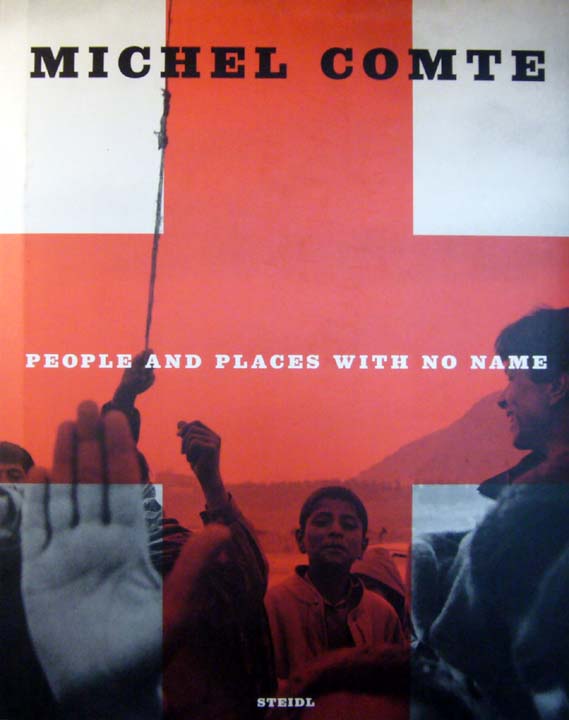 MICHEL COMTE
PEOPLE AND PLACES WITH NO NAME
STEIDL